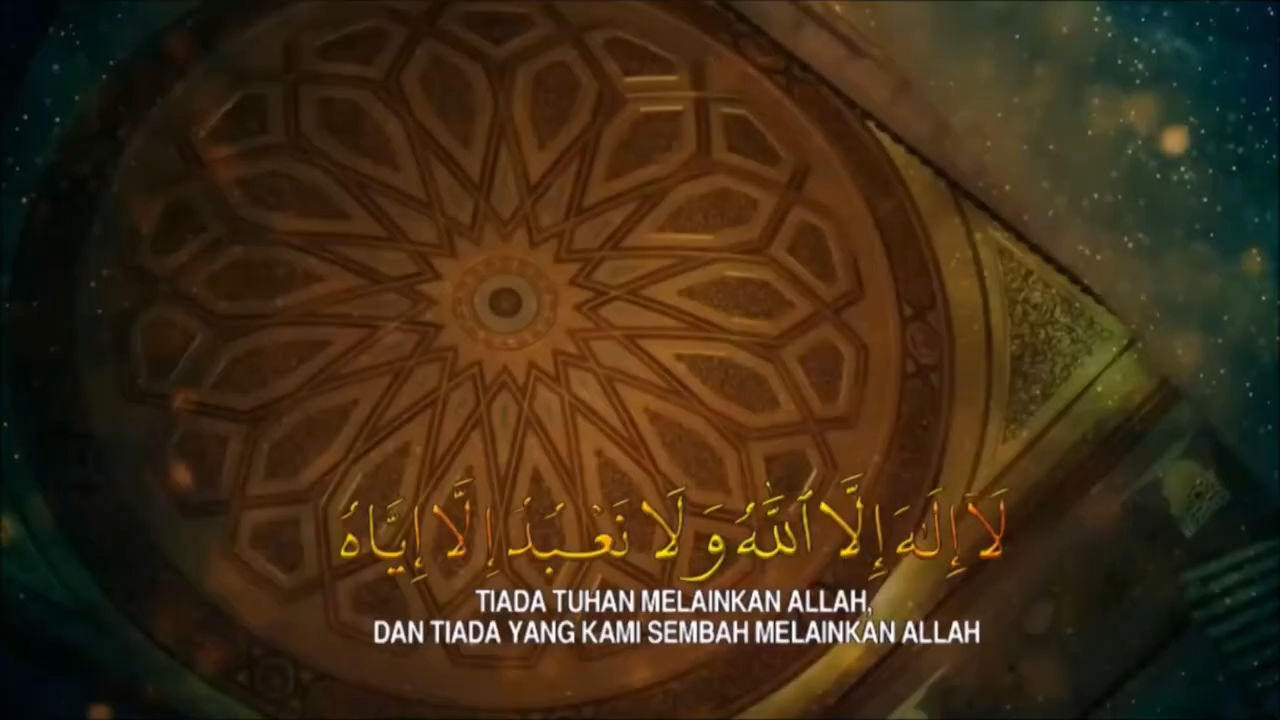 لَا إِلَهَ إِلَّا ٱللَّهُ وَ لَا نَعْبُدُ إِلَّا إِيَّاهُ
TIADA TUHAN MELAINKAN ALLAH,
DAN TIADA YANG KAMI SEMBAH MELAINKAN ALLAH